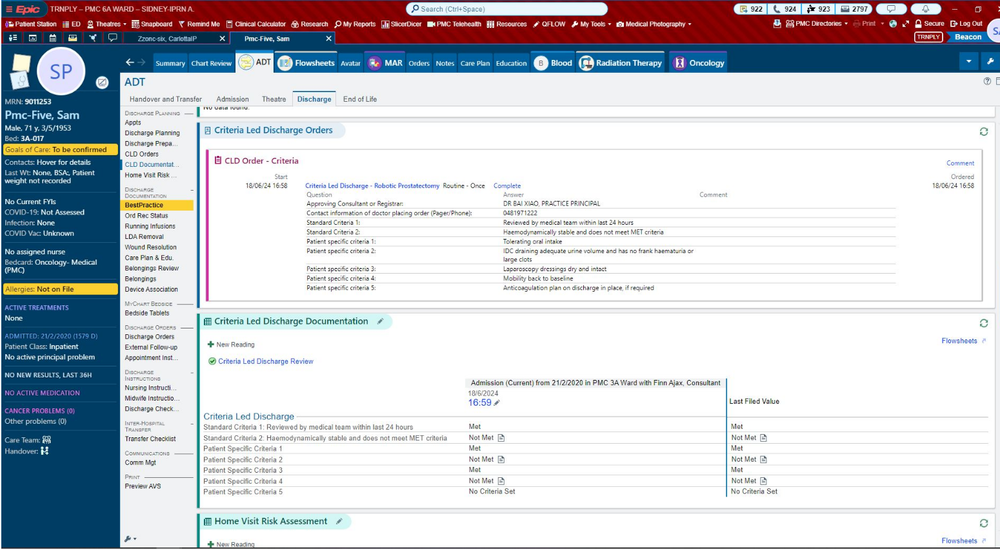 Epic TRNPLY – PMC 6A WARD – SIDNEY-IPRN A. Search (Ctrl+Space) 922 924 923 2797
Patient Station ED Theatres Snapboard Remind Me Clinical Calculator Research My Reports SlicerDicer PMC Telehealth Resources QFLOW My Tools Medical Photography PMC Directories Print Secure Log Out
Zzonc-six, CarlottaIP X Pmc-Five, Sam X TRNPLY Beacon
SP
MRN: 9011253
Pmc-Five, Sam
Male, 71 y, 3/5/1953
Bed: 3A-017
Goals of Care: To be confirmed
Contacts: Hover for details
Last Wt: None, BSA:, Patient
weight not recorded
No Current FYIs
COVID-19: Not Assessed
Infection: None
COVID Vac: Unknown
No assigned nurse
Bedcard: Oncology- Medical
(PMC)
Allergies: Not on File
ACTIVE TREATMENTS
None
ADMITTED: 21/2/2020 (1579 D)
Patient Class: Inpatient
No active principal problem
NO NEW RESULTS, LAST 36H
NO ACTIVE MEDICATION
CANCER PROBLEMS (0)
Other problems (0)
Care Team:
Handover:
Summary Chart Review ADT Flowsheets Avatar MAR Orders Notes Care Plan Education B Blood Radiation Therapy Oncology
ADT
Handover and Transfer Admission Theatre Discharge End of Life
DISCHARGE PLANNING
Appts
Discharge Planning
Discharge Prepa...
CLD Orders
CLD Documentat...
Home Visit Risk ...
DISCHARGE
DOCUMENTATION
BestPractice
Ord Rec Status
Running Infusions
LDA Removal
Wound Resolution
Care Plan & Edu.
Belongings Review
Belongings
Device Association
MYCHART BEDSIDE
Bedside Tablets
DISCHARGE ORDERS
Discharge Orders
External Follow-up
Appointment Inst...
DISCHARGE
INSTRUCTIONS
Nursing Instructi...
Midwife Instructio...
Discharge Check...
INTER-HOSPITAL
TRANSFER
Transfer Checklist
COMMUNICATIONS
Comm Mgt
PRINT
Preview AVS
No data found.
Criteria Led Discharge Orders
CLD Order - Criteria
Comment
Start Ordered
18/06/24 16:58 Criteria Led Discharge - Robotic Prostatectomy Routine - Once Complete 18/06/24 16:58
Question Answer Comment
Approving Consultant or Registrar: DR BAI XIAO, PRACTICE PRINCIPAL
Contact information of doctor placing order (Pager/Phone): 0481971222
Standard Criteria 1: Reviewed by medical team within last 24 hours
Standard Criteria 2: Haemodynamically stable and does not meet MET criteria
Patient specific criteria 1: Tolerating oral intake
Patient specific criteria 2: IDC draining adequate urine volume and has no frank haematuria or
large clots
Patient specific criteria 3: Laparoscopy dressings dry and intact
Patient specific criteria 4: Mobility back to baseline
Patient specific criteria 5: Anticoagulation plan on discharge in place, if required
Criteria Led Discharge Documentation
New Reading Flowsheets
Criteria Led Discharge Review
Admission (Current) from 21/2/2020 in PMC 3A Ward with Finn Ajax, Consultant
18/6/2024
16:59 Last Filed Value
Criteria Led Discharge
Standard Criteria 1: Reviewed by medical team within last 24 hours Met Met
Standard Criteria 2: Haemodynamically stable and does not meet MET criteria Not Met Not Met
Patient Specific Criteria 1 Met Met
Patient Specific Criteria 2 Not Met Not Met
Patient Specific Criteria 3 Met Met
Patient Specific Criteria 4 Not Met Not Met
Patient Specific Criteria 5 No Criteria Set No Criteria Set
Home Visit Risk Assessment
New Reading Flowsheets